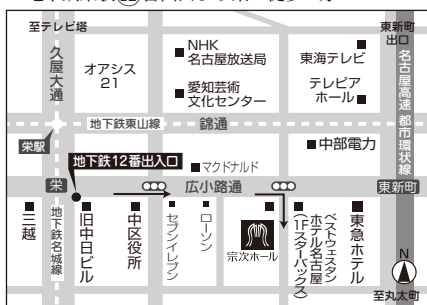 至テレビ塔
東新町
出口
久屋大通
オアシス
21
NHK
名古屋放送局
東海テレビ
愛知芸術
文化センター
テレピア
ホール
名古屋高速 都市環状線
地下鉄東山線
錦通
栄駅
地下鉄12番出入口
中部電力
マクドナルド
栄
広小路通
東新町
三越
地下鉄名城線
旧中日ビル
中区役所
セブンイレブン
ローソン
宗次ホール
ベストウェスタン
ホテル名古屋
(1Fスターバックス)
東急ホテル
N
至丸太町